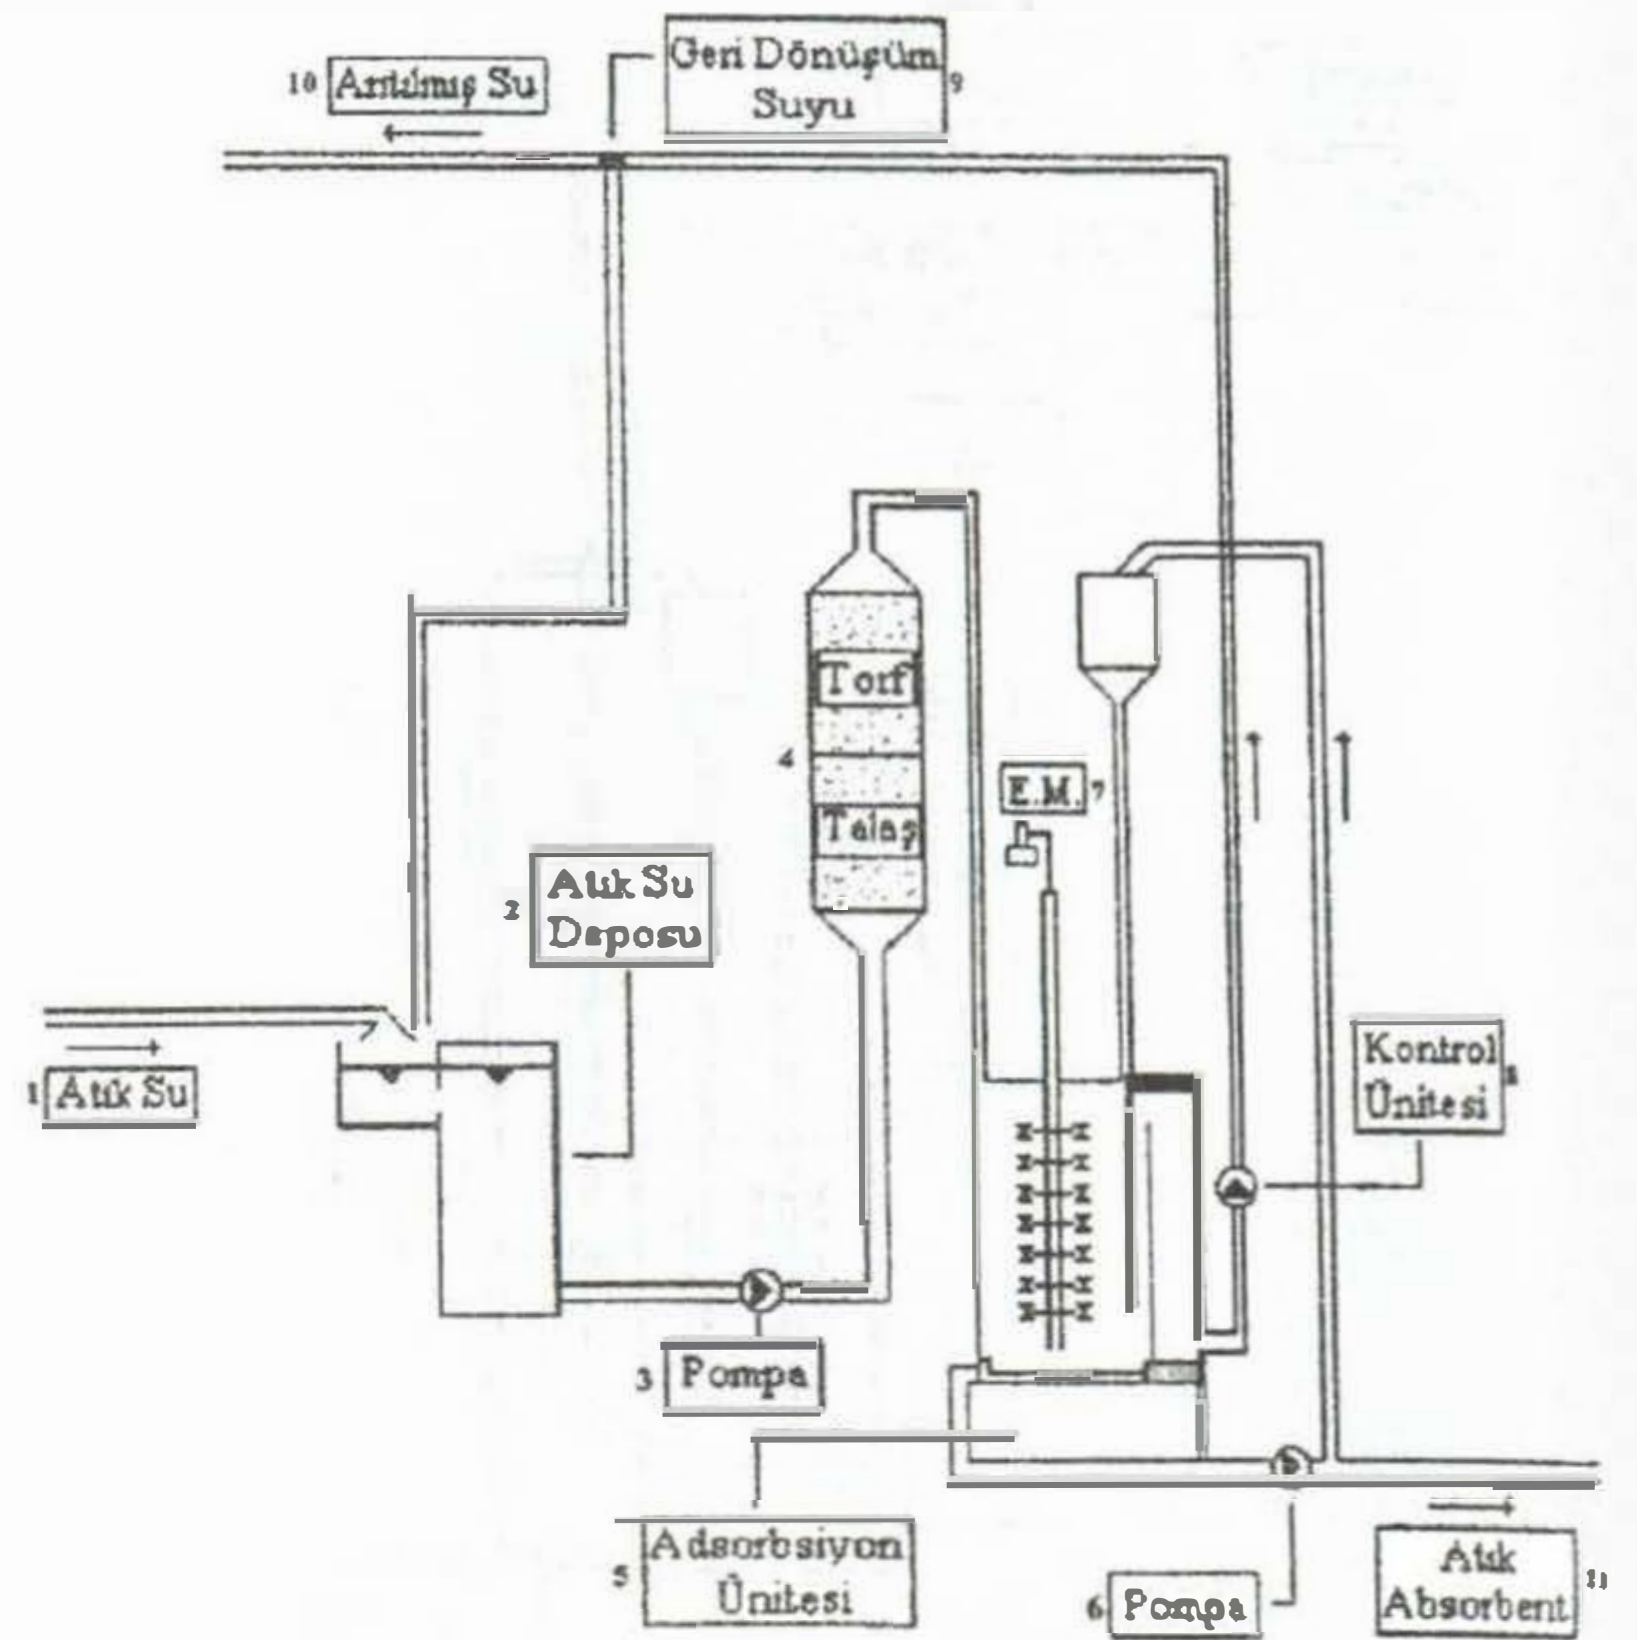 Geri Dönüşüm
Suyu
9
10
Arıtılmış Su
Torf
4
Talaş
E.M.
7
2
Atık Su
Deposu
1
Atık Su
Kontrol
Ünitesi
8
3
Pompa
5
Adsorbsiyon
Ünitesi
6
Pompa
Atık
Absorbent
11